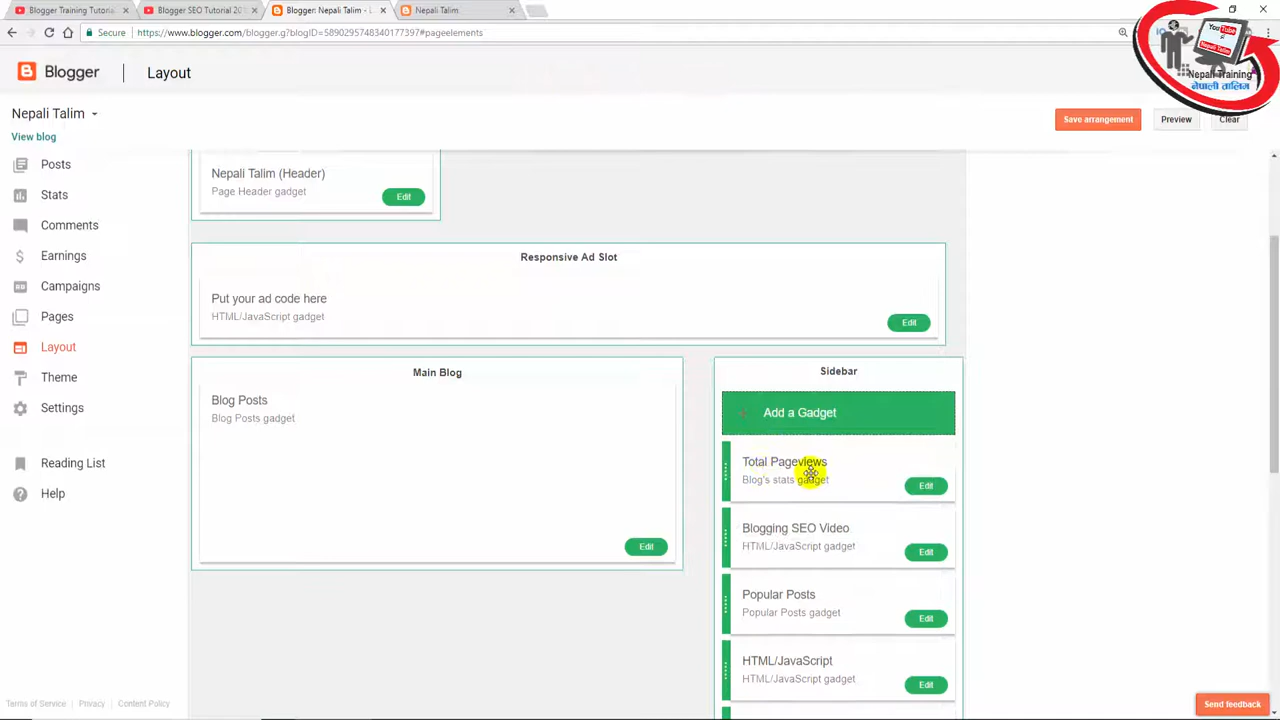 Blogger Training Tutorial
Blogger SEO Tutorial 20
Blogger: Nepali Talim - L
Nepali Talim
Secure
https://www.blogger.com/blogger.g?blogID=5890295748340177397#pageelements
YouTube
Nepali Talim
Nepali Training
नेपाली तालिम
Blogger
Layout
Nepali Talim
View blog
Save arrangement
Preview
Clear
Posts
Stats
Comments
Earnings
Campaigns
Pages
Layout
Theme
Settings
Reading List
Help
Nepali Talim (Header)
Page Header gadget
Edit
Responsive Ad Slot
Put your ad code here
HTML/JavaScript gadget
Edit
Main Blog
Blog Posts
Blog Posts gadget
Edit
Sidebar
+ Add a Gadget
Total Pageviews
Blog's stats gadget
Edit
Blogging SEO Video
HTML/JavaScript gadget
Edit
Popular Posts
Popular Posts gadget
Edit
HTML/JavaScript
HTML/JavaScript gadget
Edit
Terms of Service | Privacy | Content Policy
Send feedback